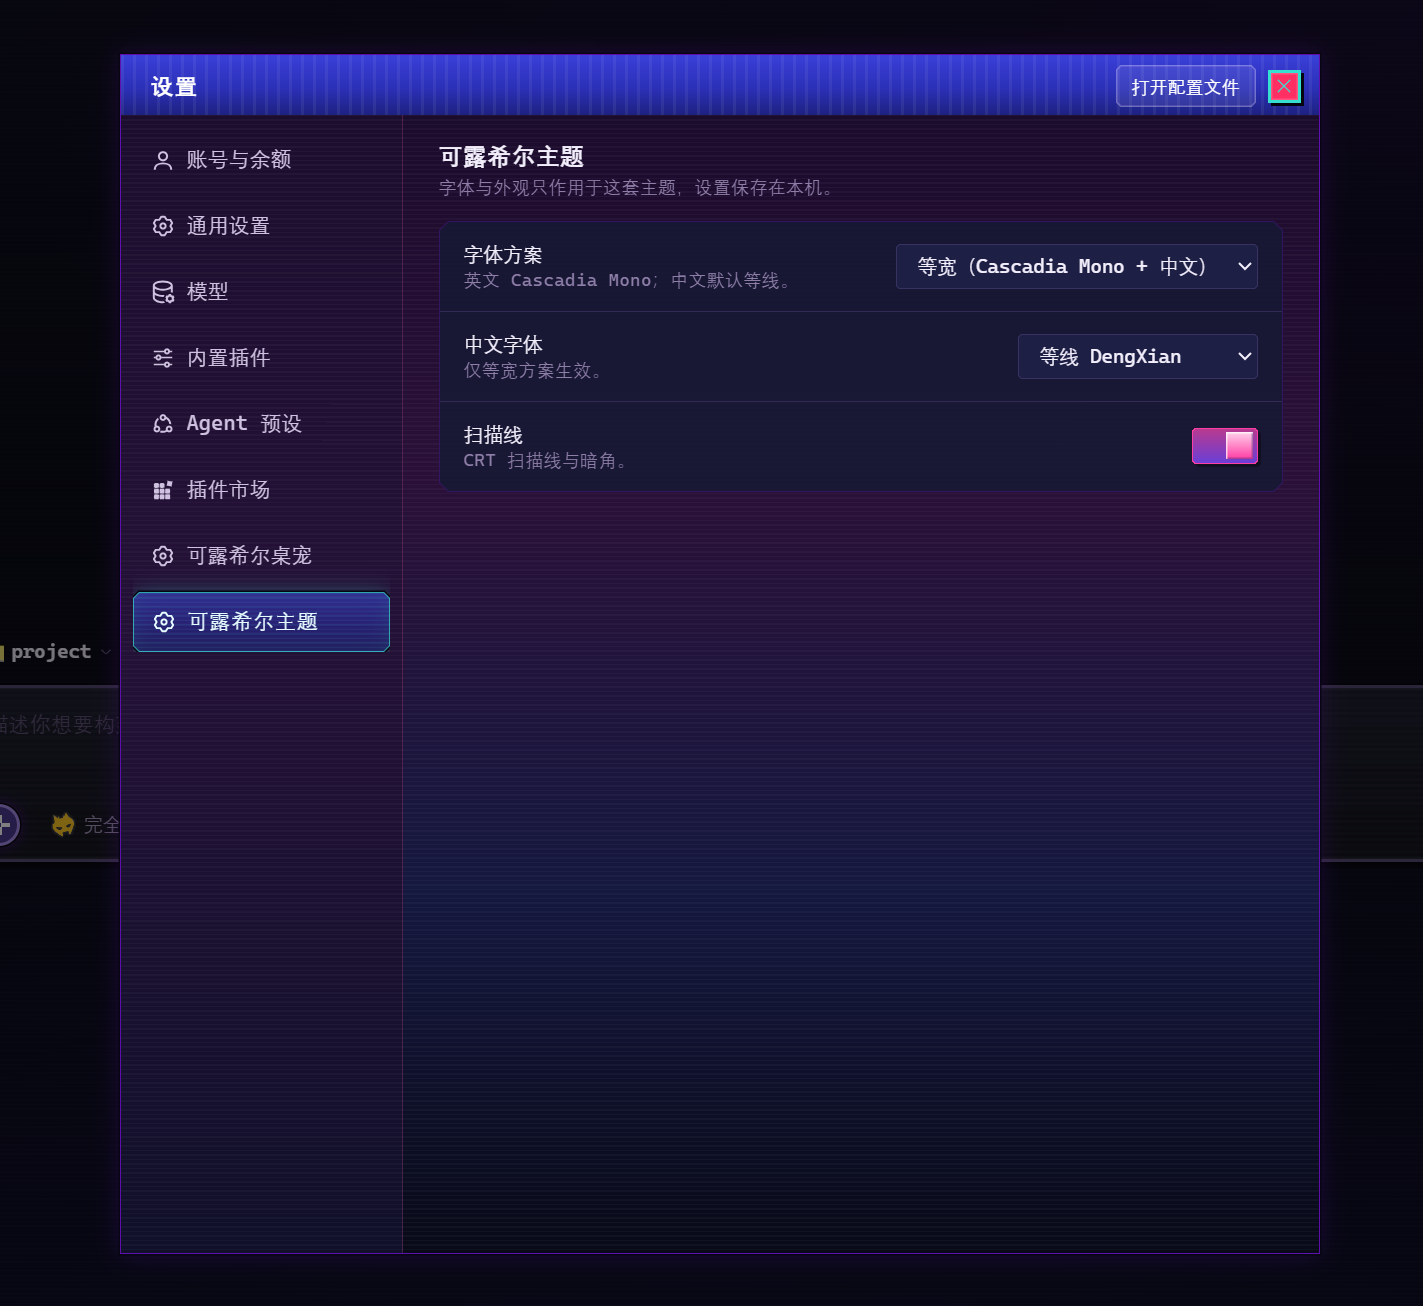 设置
打开配置文件
账号与余额
通用设置
模型
内置插件
Agent 预设
插件市场
可露希尔桌宠
可露希尔主题
可露希尔主题
字体与外观只作用于这套主题，设置保存在本机。
字体方案
英文 Cascadia Mono；中文默认等线。
等宽（Cascadia Mono + 中文）
中文字体
仅等宽方案生效。
等线 DengXian
扫描线
CRT 扫描线与暗角。
project
描述你想要构
完全